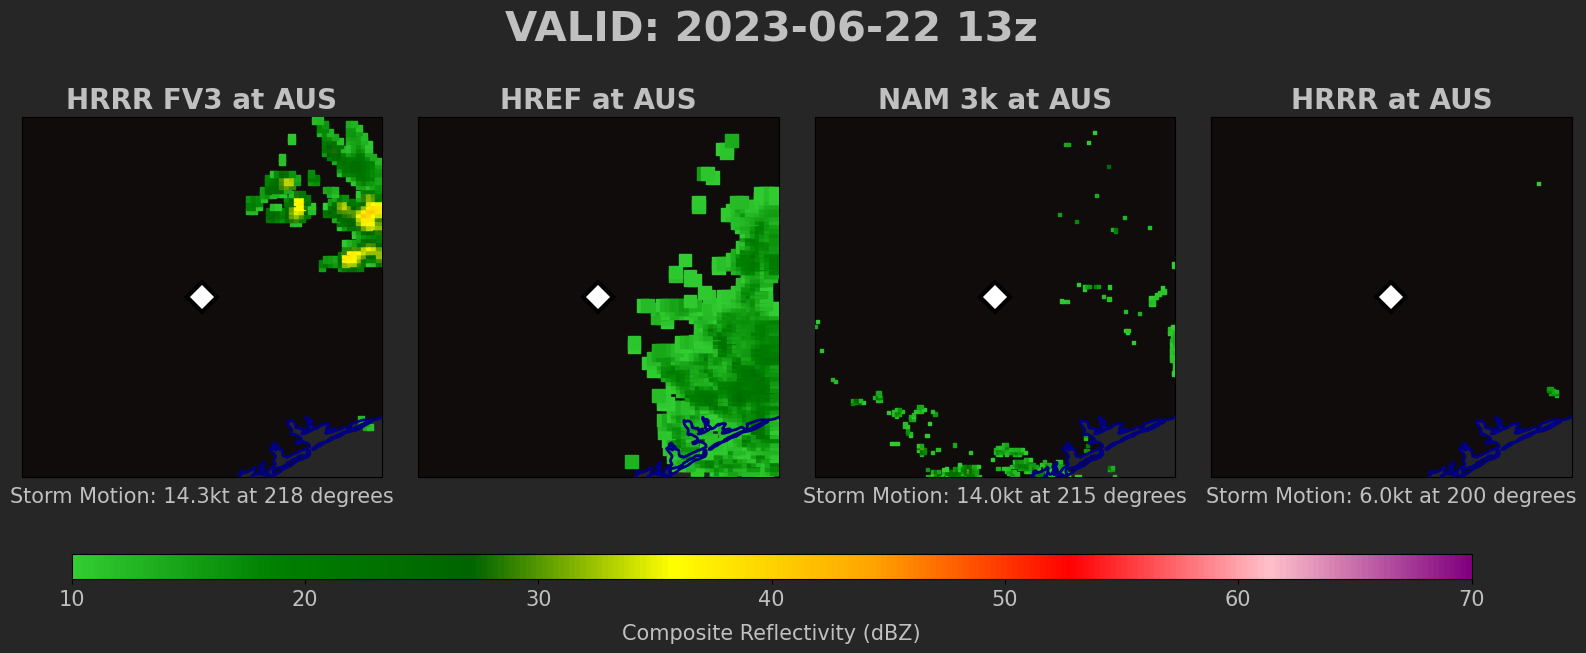 VALID: 2023-06-22 13z
HRRR FV3 at AUS
HREF at AUS
NAM 3k at AUS
HRRR at AUS
Storm Motion: 14.3kt at 218 degrees
Storm Motion: 14.0kt at 215 degrees
Storm Motion: 6.0kt at 200 degrees
10 20 30 40 50 60 70
Composite Reflectivity (dBZ)